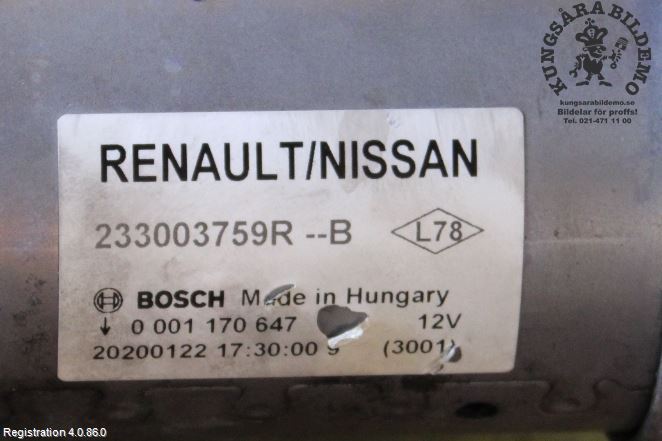 KUNGSÅRA BILDEMO
kungsarabildemo.se
Bildelar för proffs!
Tel. 021-471 11 00
RENAULT/NISSAN
233003759R --B L78
BOSCH Made in Hungary
0 001 170 647 12V
20200122 17:30:00 9 (3001)
Registration 4.0.86.0